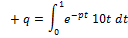 + q = ∫₀¹ e⁻ᵖᵗ 10t dt